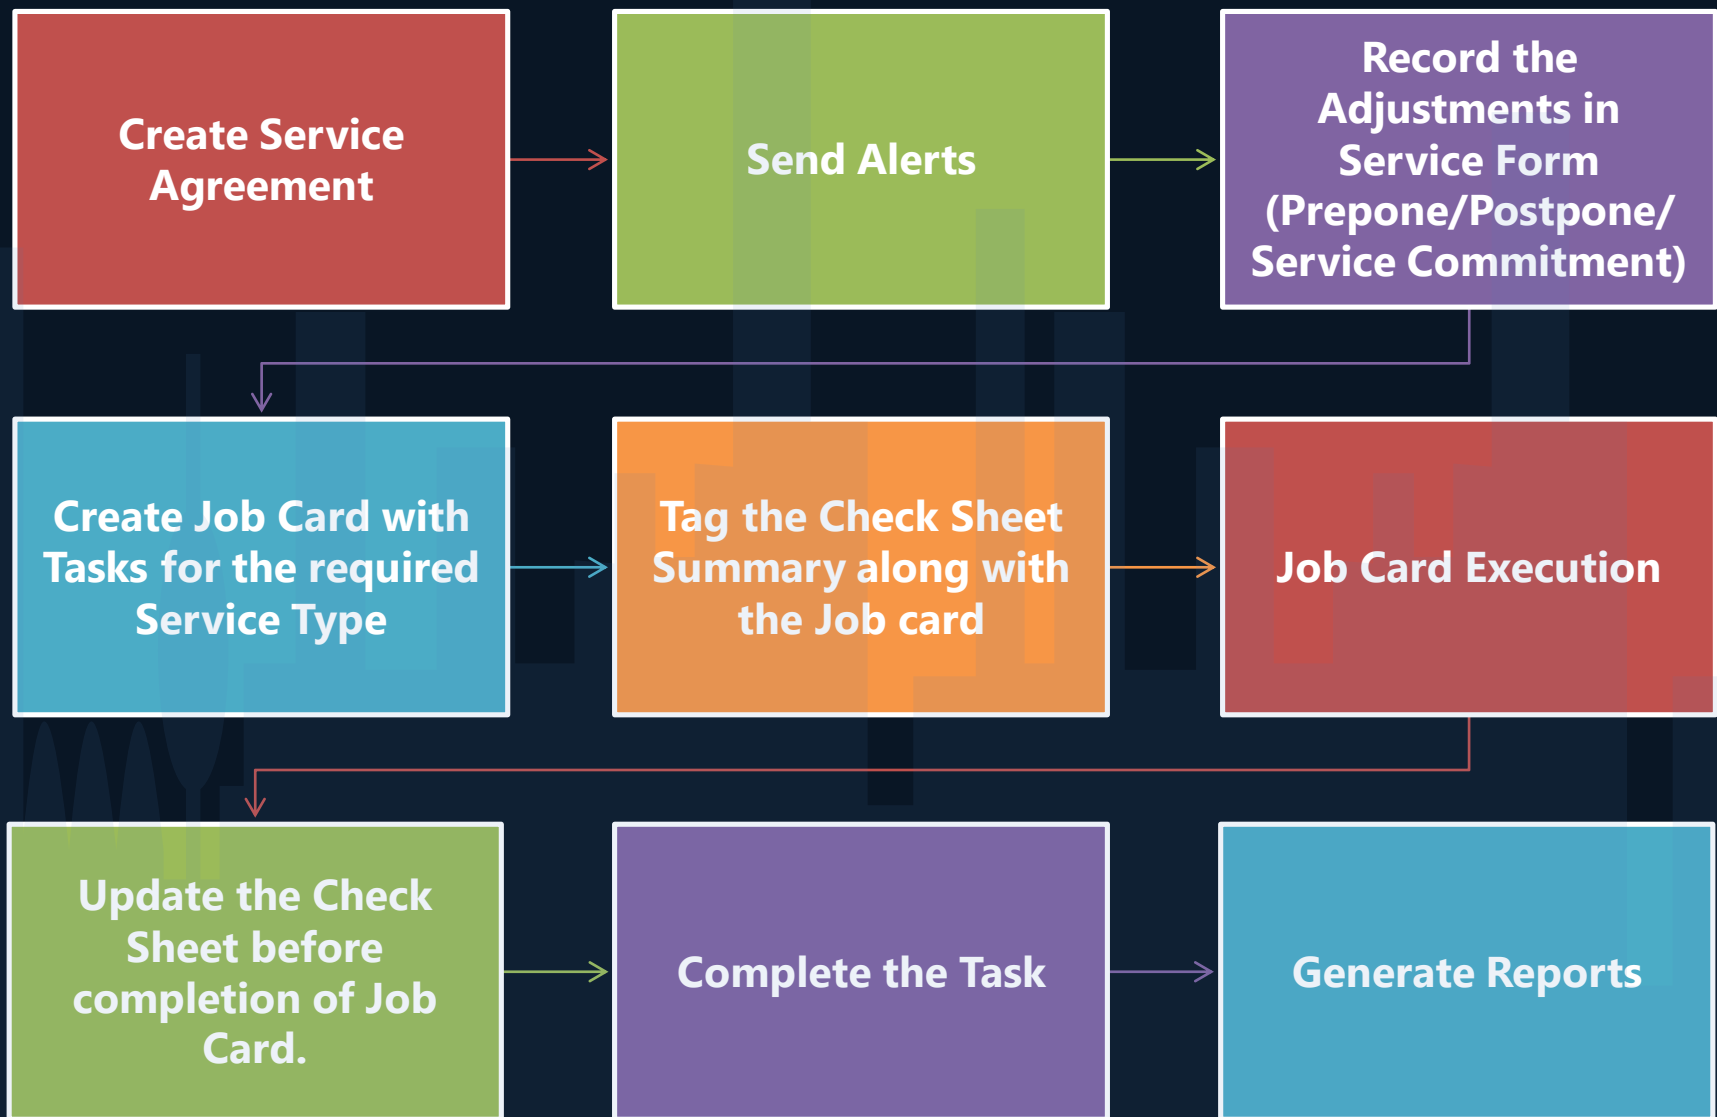 Create Service
Agreement
Send Alerts
Record the
Adjustments in
Service Form
(Prepone/Postpone/
Service Commitment)
Create Job Card with
Tasks for the required
Service Type
Tag the Check Sheet
Summary along with
the Job card
Job Card Execution
Update the Check
Sheet before
completion of Job
Card.
Complete the Task
Generate Reports